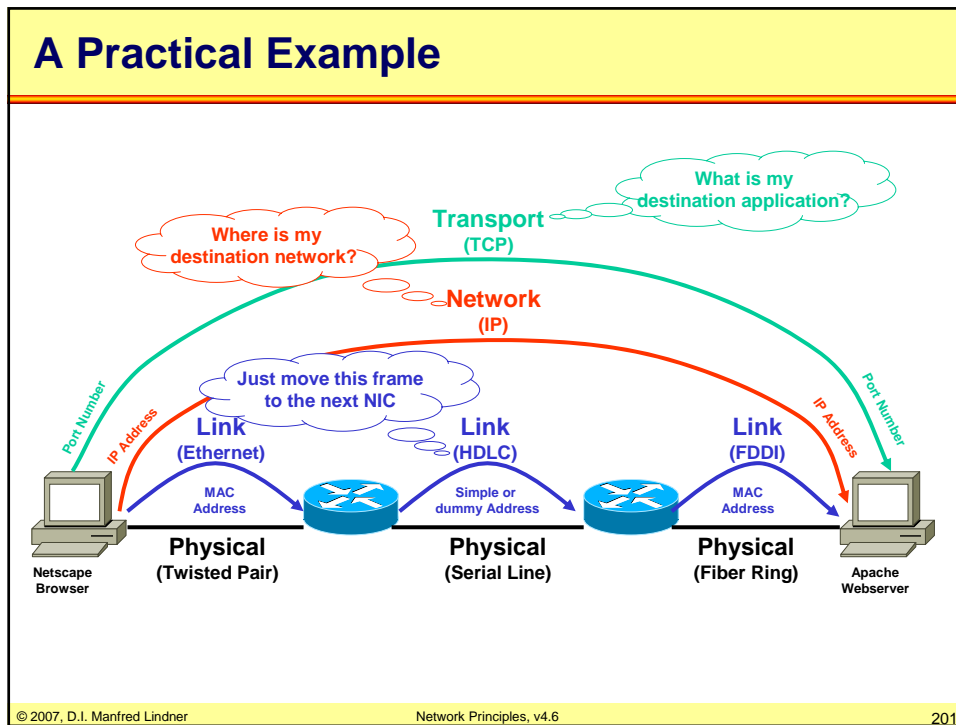 A Practical Example
What is my
destination application?
Transport
(TCP)
Where is my
destination network?
Network
(IP)
Just move this frame
to the next NIC
Port Number
IP Address
Link
(Ethernet)
Link
(HDLC)
Link
(FDDI)
IP Address
Port Number
MAC
Address
Simple or
dummy Address
MAC
Address
Physical
(Twisted Pair)
Physical
(Serial Line)
Physical
(Fiber Ring)
Netscape
Browser
Apache
Webserver
© 2007, D.I. Manfred Lindner
Network Principles, v4.6
201